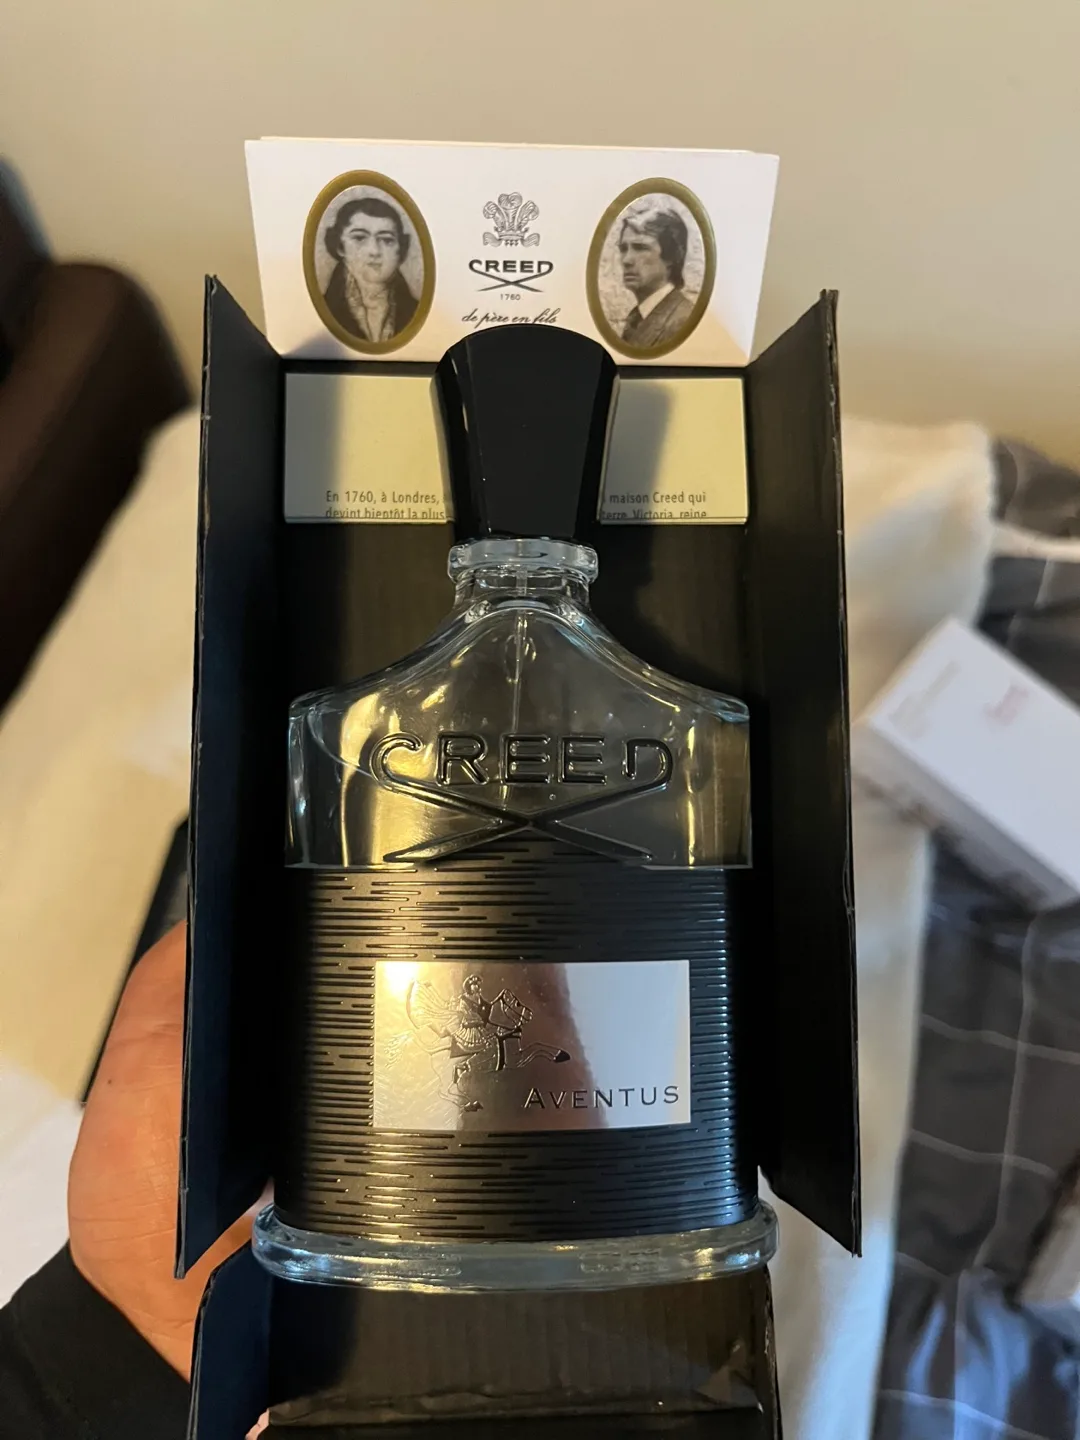 CREED
1760
de père en fils
En 1760, à Londres,
maison Creed qui
devint bientôt la plus
Victoria, reine
CREED
AVENTUS